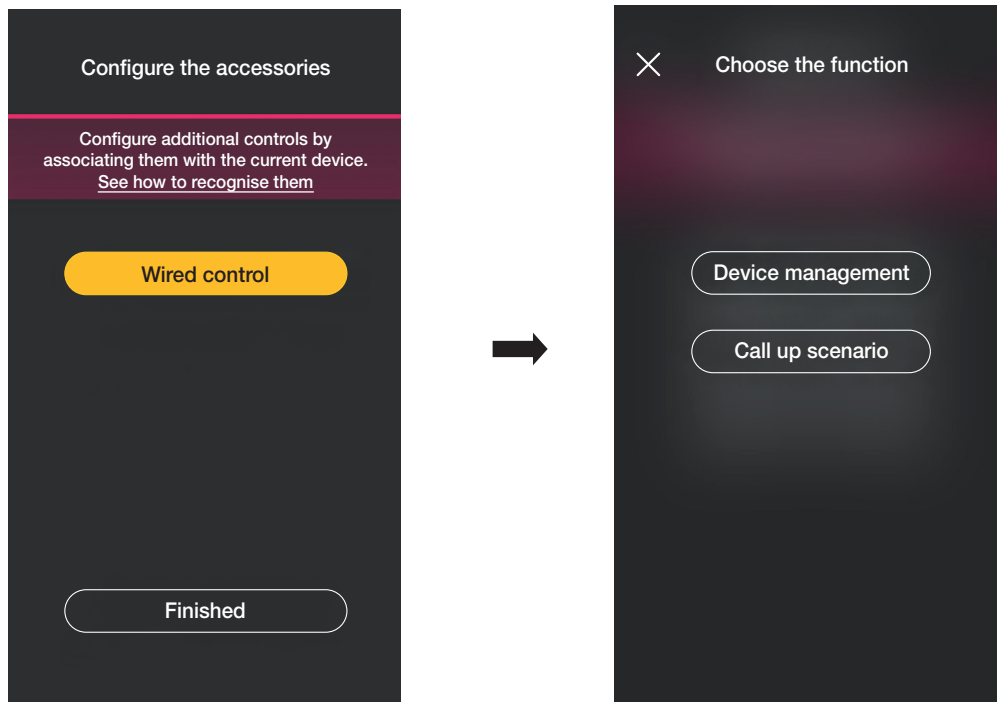 Configure the accessories
Configure additional controls by
associating them with the current device.
See how to recognise them
Wired control
Finished
Choose the function
Device management
Call up scenario